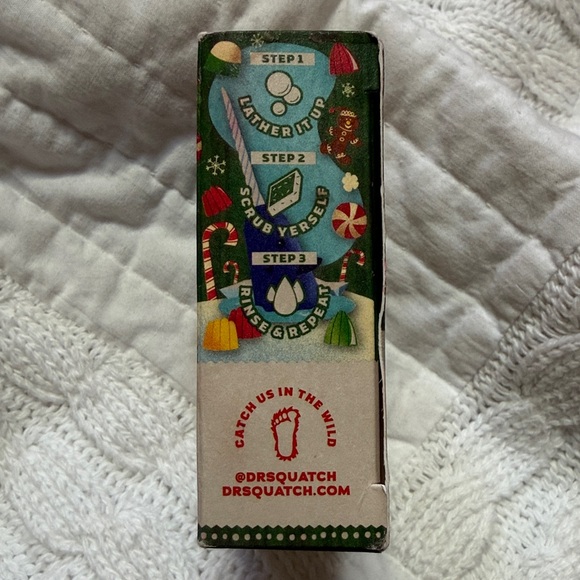 STEP 1
LATHER IT UP
STEP 2
SCRUB YERSELF
STEP 3
RINSE & REPEAT
CATCH US IN THE WILD
@DRSQUATCH
DRSQUATCH.COM